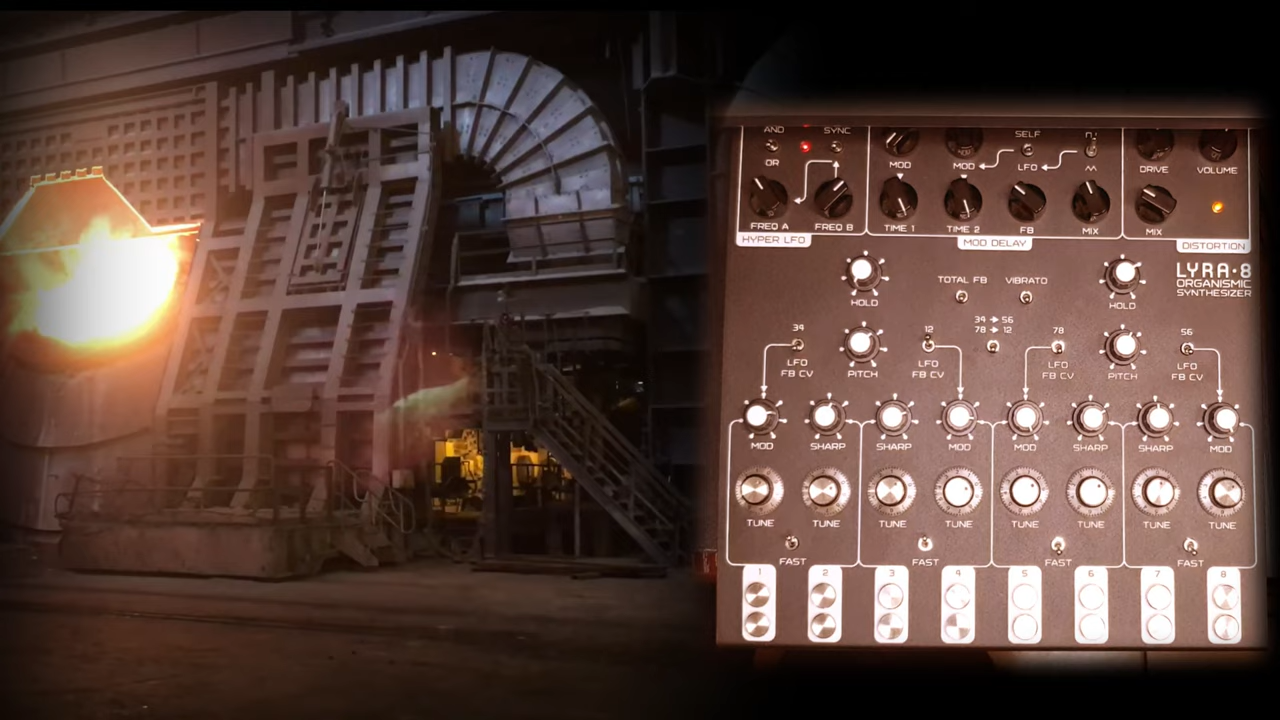 AND SYNC SELF
OR MOD MOD LFO DRIVE VOLUME
FREQ A FREQ B TIME 1 TIME 2 FB MIX MIX
HYPER LFO MOD DELAY DISTORTION
LYRA-8
ORGANISMIC
SYNTHESIZER
TOTAL FB VIBRATO
HOLD HOLD
34 → 56
78 → 12
34 12 78 56
LFO LFO LFO LFO
FB CV FB CV FB CV FB CV
PITCH PITCH
MOD SHARP SHARP MOD MOD SHARP SHARP MOD
TUNE TUNE TUNE TUNE TUNE TUNE TUNE TUNE
FAST FAST FAST FAST
1 2 3 4 5 6 7 8